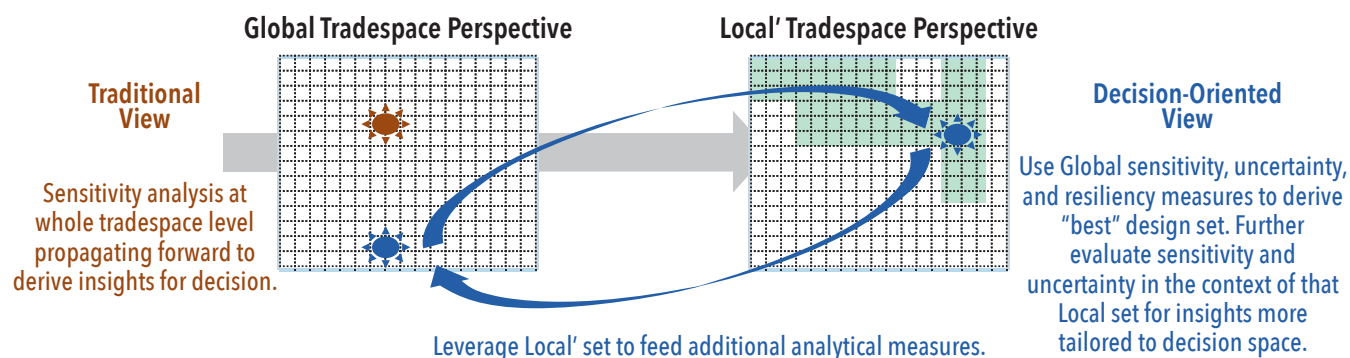 Global Tradespace Perspective
Local' Tradespace Perspective
Traditional
View
Sensitivity analysis at
whole tradespace level
propagating forward to
derive insights for decision.
Decision-Oriented
View
Use Global sensitivity, uncertainty,
and resiliency measures to derive
“best” design set. Further
evaluate sensitivity and
uncertainty in the context of that
Local set for insights more
tailored to decision space.
Leverage Local' set to feed additional analytical measures.